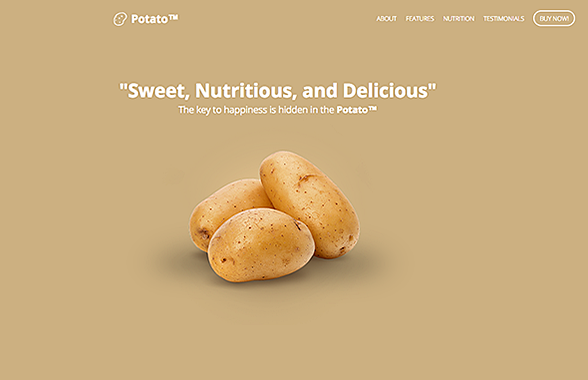 Potato™
ABOUT FEATURES NUTRITION TESTIMONIALS BUY NOW!
"Sweet, Nutritious, and Delicious"
The key to happiness is hidden in the Potato™